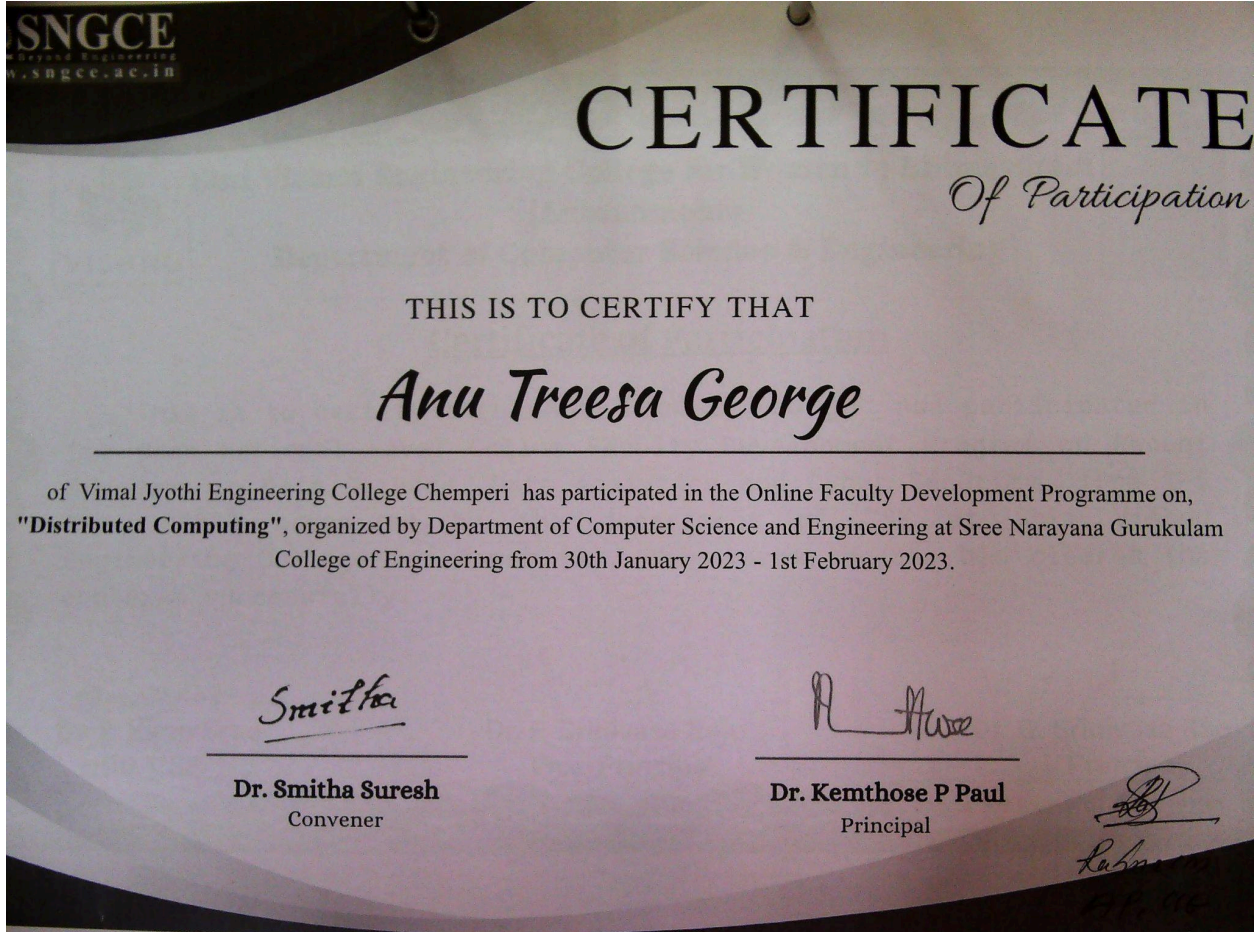 SNGCE
Beyond Engineering
w.sngce.ac.in
CERTIFICATE
Of Participation
THIS IS TO CERTIFY THAT
Anu Treesa George
of Vimal Jyothi Engineering College Chemperi has participated in the Online Faculty Development Programme on,
"Distributed Computing", organized by Department of Computer Science and Engineering at Sree Narayana Gurukulam
College of Engineering from 30th January 2023 - 1st February 2023.
Smitha
Dr. Smitha Suresh
Convener
Dr. Kemthose P Paul
Principal